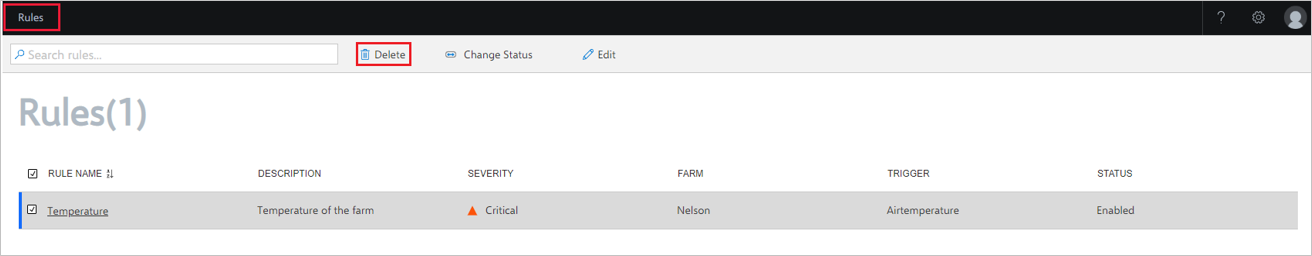 Rules
Search rules... Delete Change Status Edit
Rules(1)
RULE NAME DESCRIPTION SEVERITY FARM TRIGGER STATUS
Temperature Temperature of the farm Critical Nelson Airtemperature Enabled